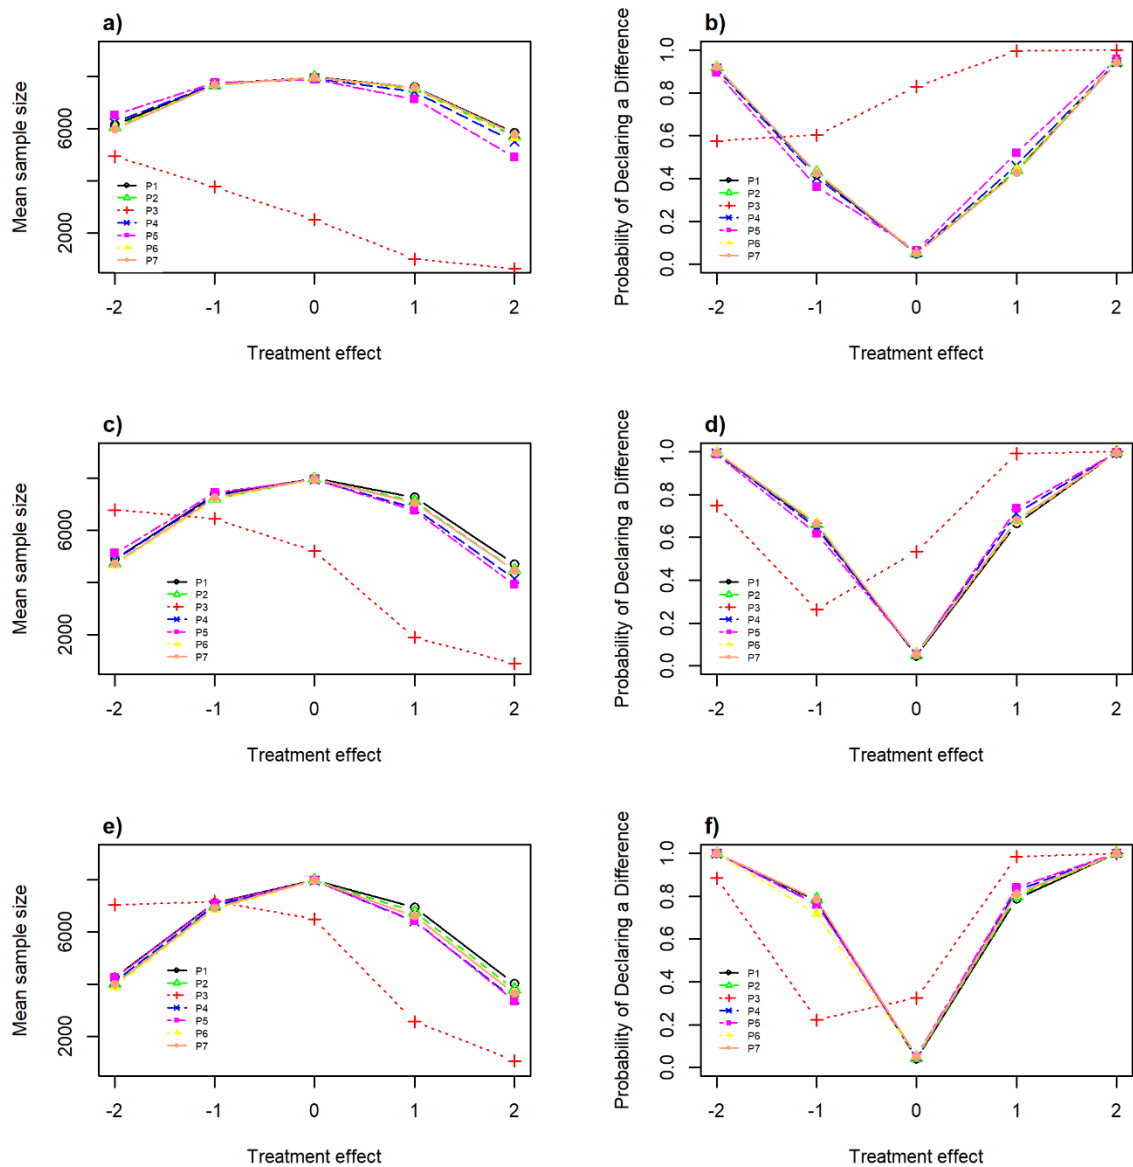 a)
Mean sample size
6000
2000
P1
P2
P3
P4
P5
P6
P7
-2 -1 0 1 2
Treatment effect
b)
Probability of Declaring a Difference
1.0
0.8
0.6
0.4
0.2
0.0
P1
P2
P3
P4
P5
P6
P7
-2 -1 0 1 2
Treatment effect
c)
Mean sample size
6000
2000
P1
P2
P3
P4
P5
P6
P7
-2 -1 0 1 2
Treatment effect
d)
Probability of Declaring a Difference
1.0
0.8
0.6
0.4
0.2
0.0
P1
P2
P3
P4
P5
P6
P7
-2 -1 0 1 2
Treatment effect
e)
Mean sample size
6000
2000
P1
P2
P3
P4
P5
P6
P7
-2 -1 0 1 2
Treatment effect
f)
Probability of Declaring a Difference
1.0
0.8
0.6
0.4
0.2
0.0
P1
P2
P3
P4
P5
P6
P7
-2 -1 0 1 2
Treatment effect